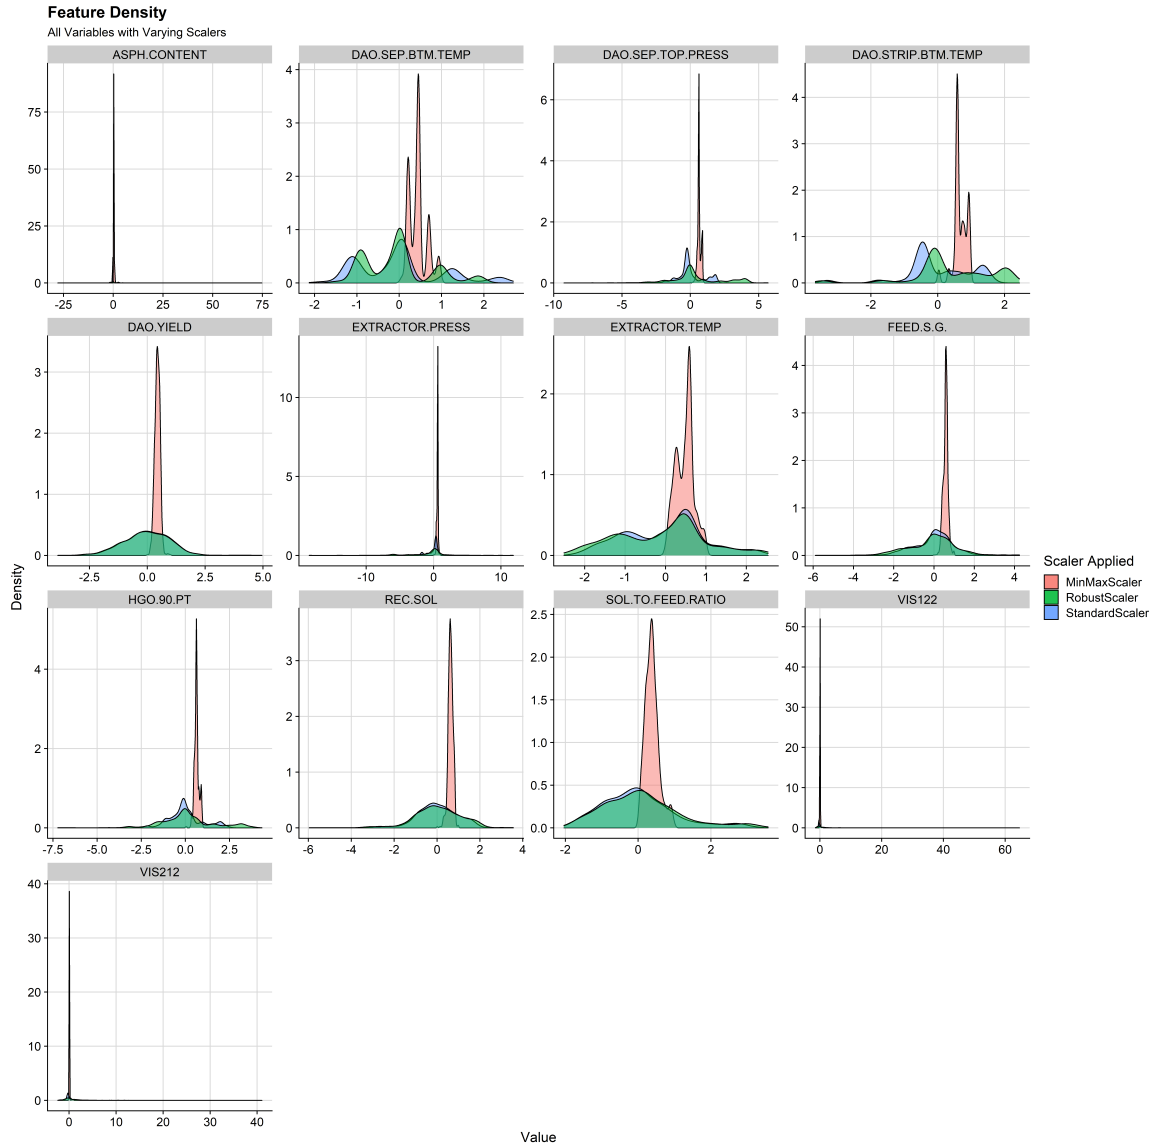 Feature Density
All Variables with Varying Scalers
ASPH.CONTENT DAO.SEP.BTM.TEMP DAO.SEP.TOP.PRESS DAO.STRIP.BTM.TEMP
75
50
25
0
-25 0 25 50 75
4
3
2
1
0
-2 -1 0 1 2
6
4
2
0
-10 -5 0 5
4
3
2
1
0
-2 0 2
DAO.YIELD EXTRACTOR.PRESS EXTRACTOR.TEMP FEED.S.G.
3
2
1
0
-2.5 0.0 2.5 5.0
10
5
0
-10 0 10
2
1
0
-2 -1 0 1 2
4
3
2
1
0
-6 -4 -2 0 2 4
HGO.90.PT REC.SOL SOL.TO.FEED.RATIO VIS122
4
2
0
-7.5 -5.0 -2.5 0.0 2.5
3
2
1
0
-6 -4 -2 0 2 4
2.5
2.0
1.5
1.0
0.5
0.0
-2 0 2
50
40
30
20
10
0
0 20 40 60
VIS212
40
30
20
10
0
0 10 20 30 40
Density
Value
Scaler Applied
MinMaxScaler
RobustScaler
StandardScaler